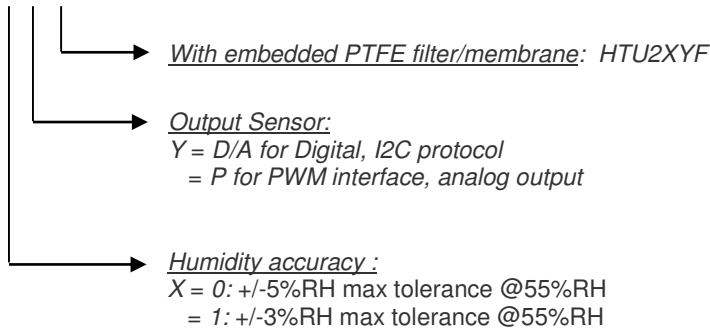 With embedded PTFE filter/membrane: HTU2XYF
Output Sensor:
Y = D/A for Digital, I2C protocol
= P for PWM interface, analog output
Humidity accuracy :
X = 0: +/-5%RH max tolerance @55%RH
= 1: +/-3%RH max tolerance @55%RH